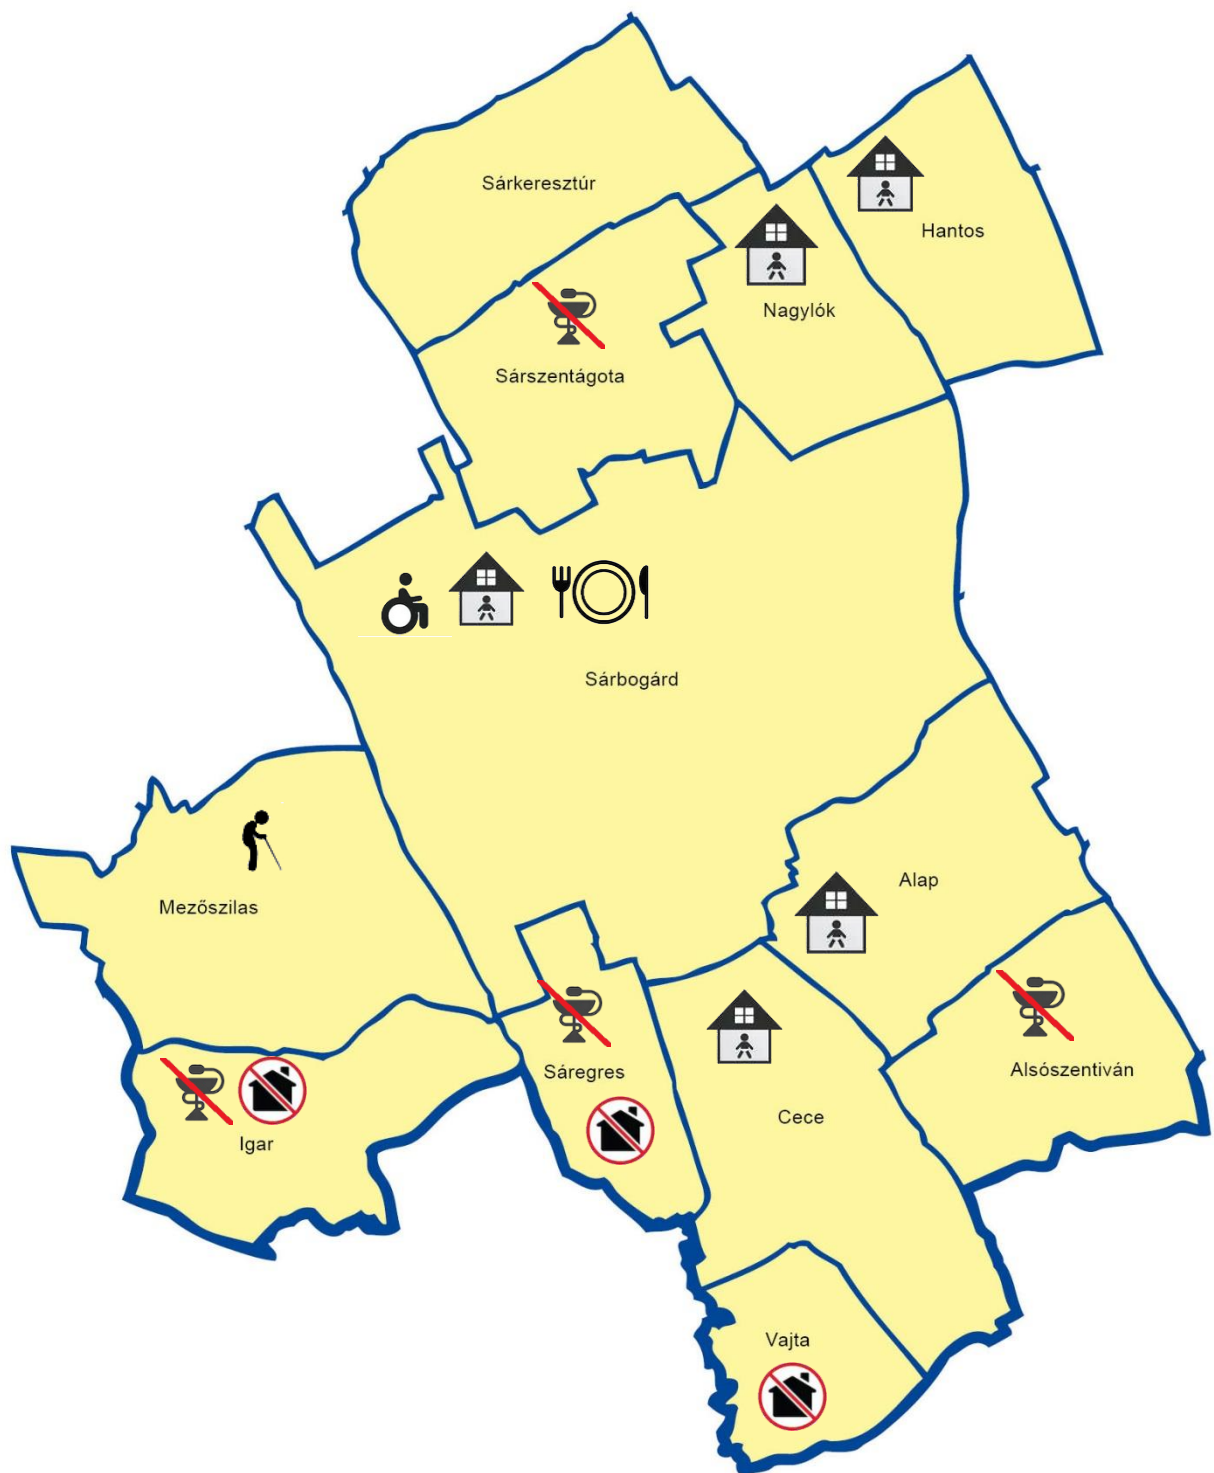 Sárkeresztúr
Hantos
Nagylók
Sárszentágota
Sárbogárd
Alap
Mezőszilas
Alsószentiván
Sáregres
Cece
Igar
Vajta